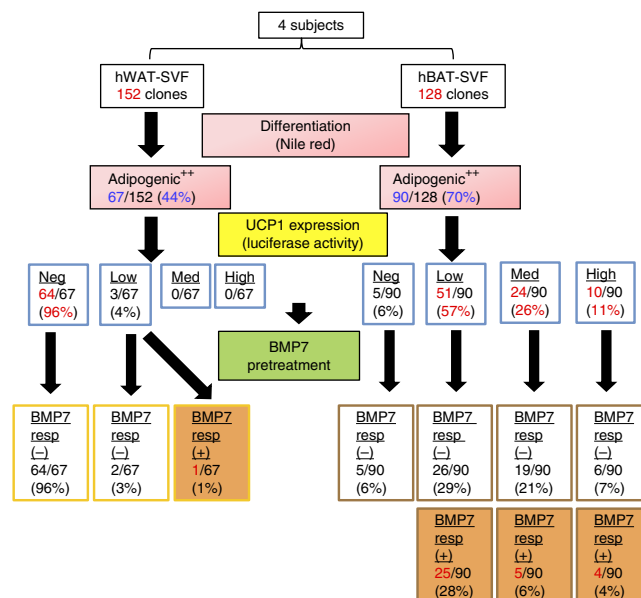 4 subjects
hWAT-SVF
152 clones
hBAT-SVF
128 clones
Differentiation
(Nile red)
Adipogenic++
67/152 (44%)
Adipogenic++
90/128 (70%)
UCP1 expression
(luciferase activity)
Neg
64/67
(96%)
Low
3/67
(4%)
Med
0/67
High
0/67
Neg
5/90
(6%)
Low
51/90
(57%)
Med
24/90
(26%)
High
10/90
(11%)
BMP7
pretreatment
BMP7
resp
(–)
64/67
(96%)
BMP7
resp
(–)
2/67
(3%)
BMP7
resp
(+)
1/67
(1%)
BMP7
resp
(–)
5/90
(6%)
BMP7
resp
(–)
26/90
(29%)
BMP7
resp
(–)
19/90
(21%)
BMP7
resp
(–)
6/90
(7%)
BMP7
resp
(+)
25/90
(28%)
BMP7
resp
(+)
5/90
(6%)
BMP7
resp
(+)
4/90
(4%)